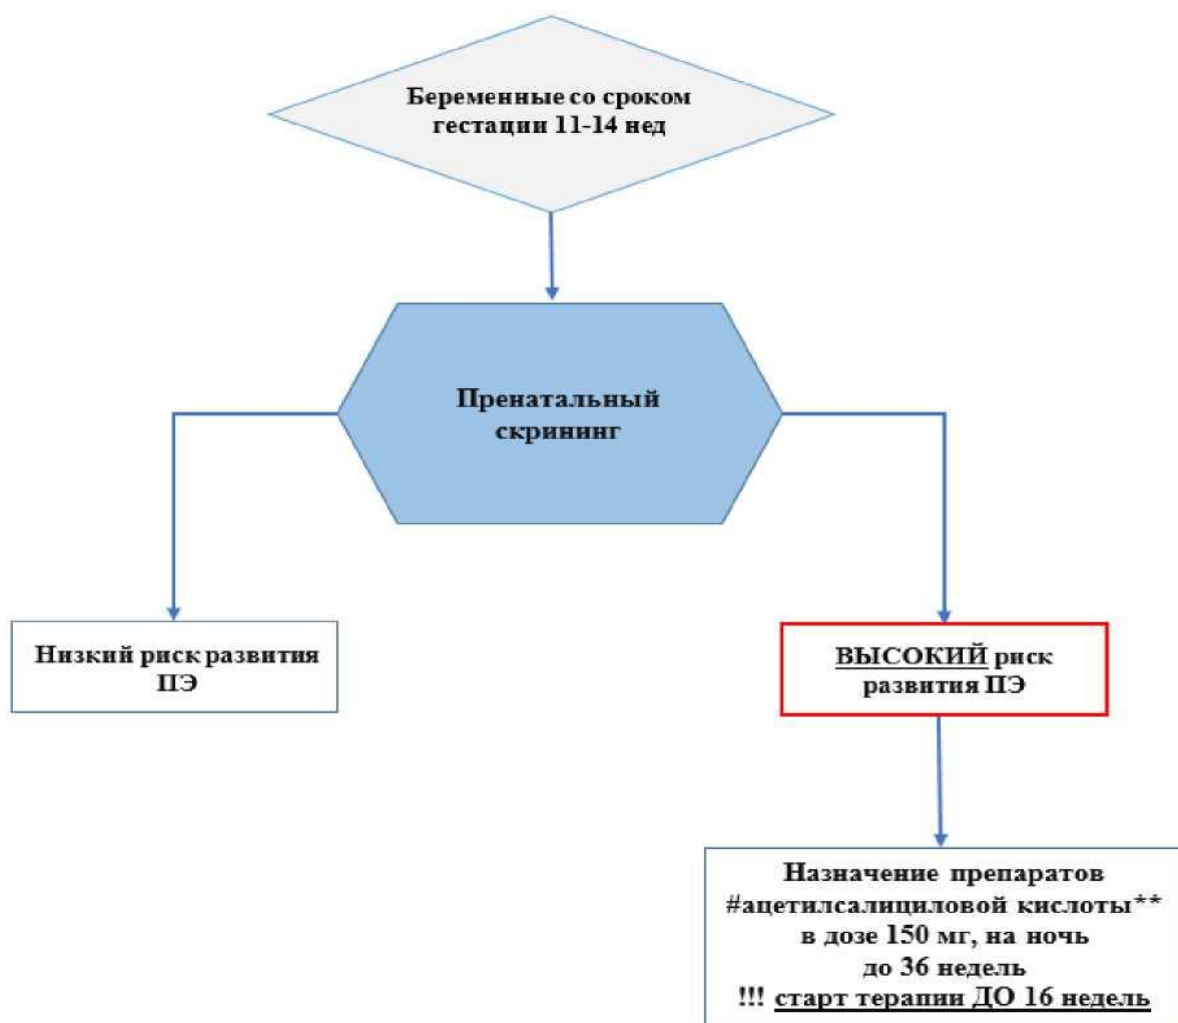 Беременные со сроком
гестации 11-14 нед
Пренатальный
скрининг
Низкий риск развития
ПЭ
ВЫСОКИЙ риск
развития ПЭ
Назначение препаратов
#ацетилсалициловой кислоты**
в дозе 150 мг, на ночь
до 36 недель
!!! старт терапии ДО 16 недель